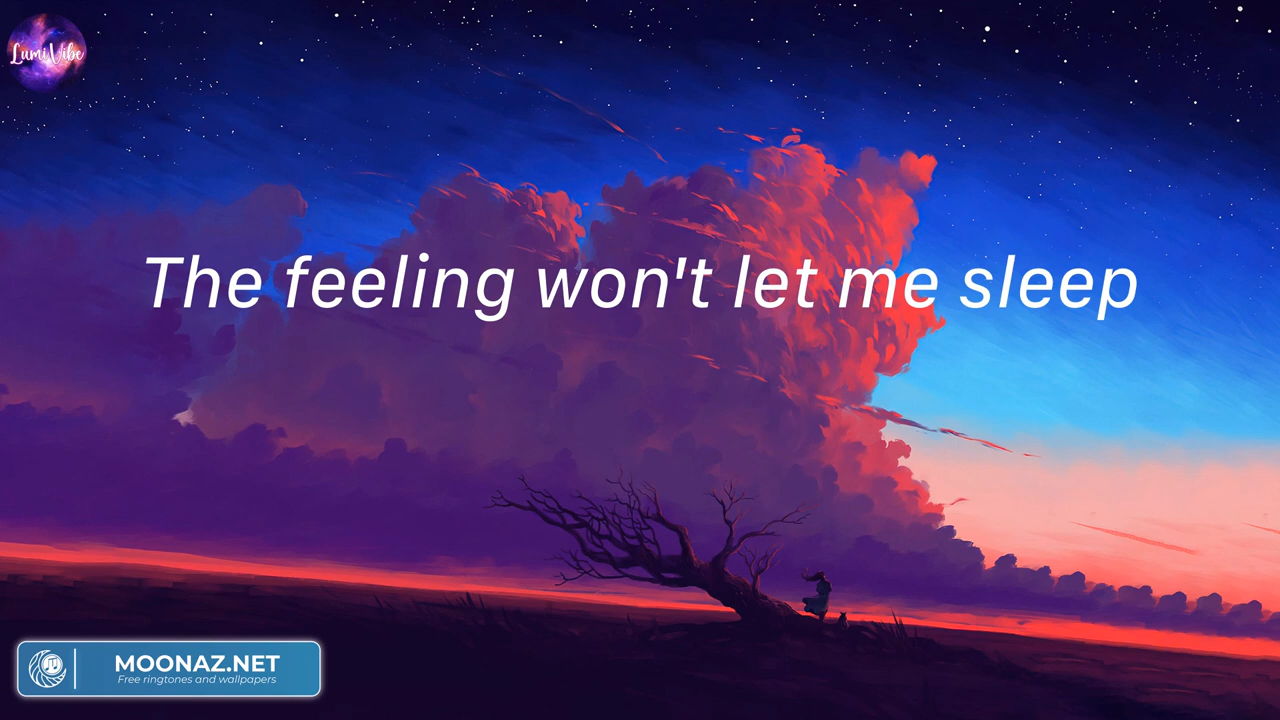 LumiVibe
The feeling won't let me sleep
MOONAZ.NET
Free ringtones and wallpapers